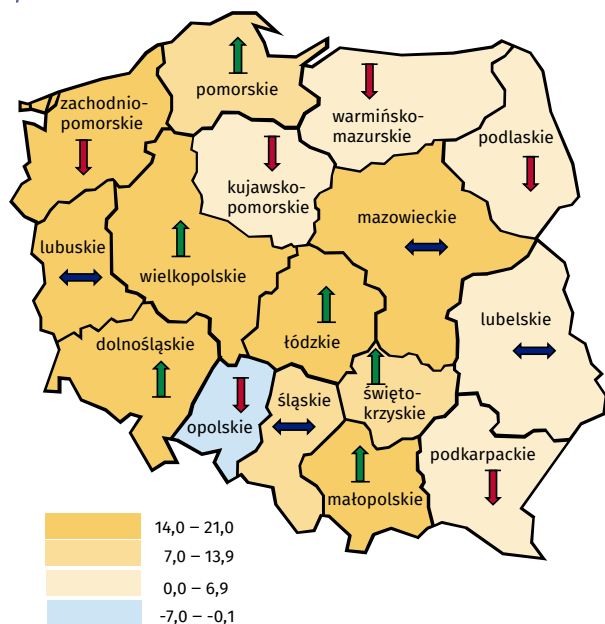 zachodnio-
pomorskie
pomorskie
warmińsko-
mazurskie
podlaskie
kujawsko-
pomorskie
mazowieckie
lubuskie
wielkopolskie
łódzkie
lubelskie
dolnośląskie
opolskie
śląskie
święto-
krzyskie
podkarpackie
małopolskie
14,0 – 21,0
7,0 – 13,9
0,0 – 6,9
-7,0 – -0,1